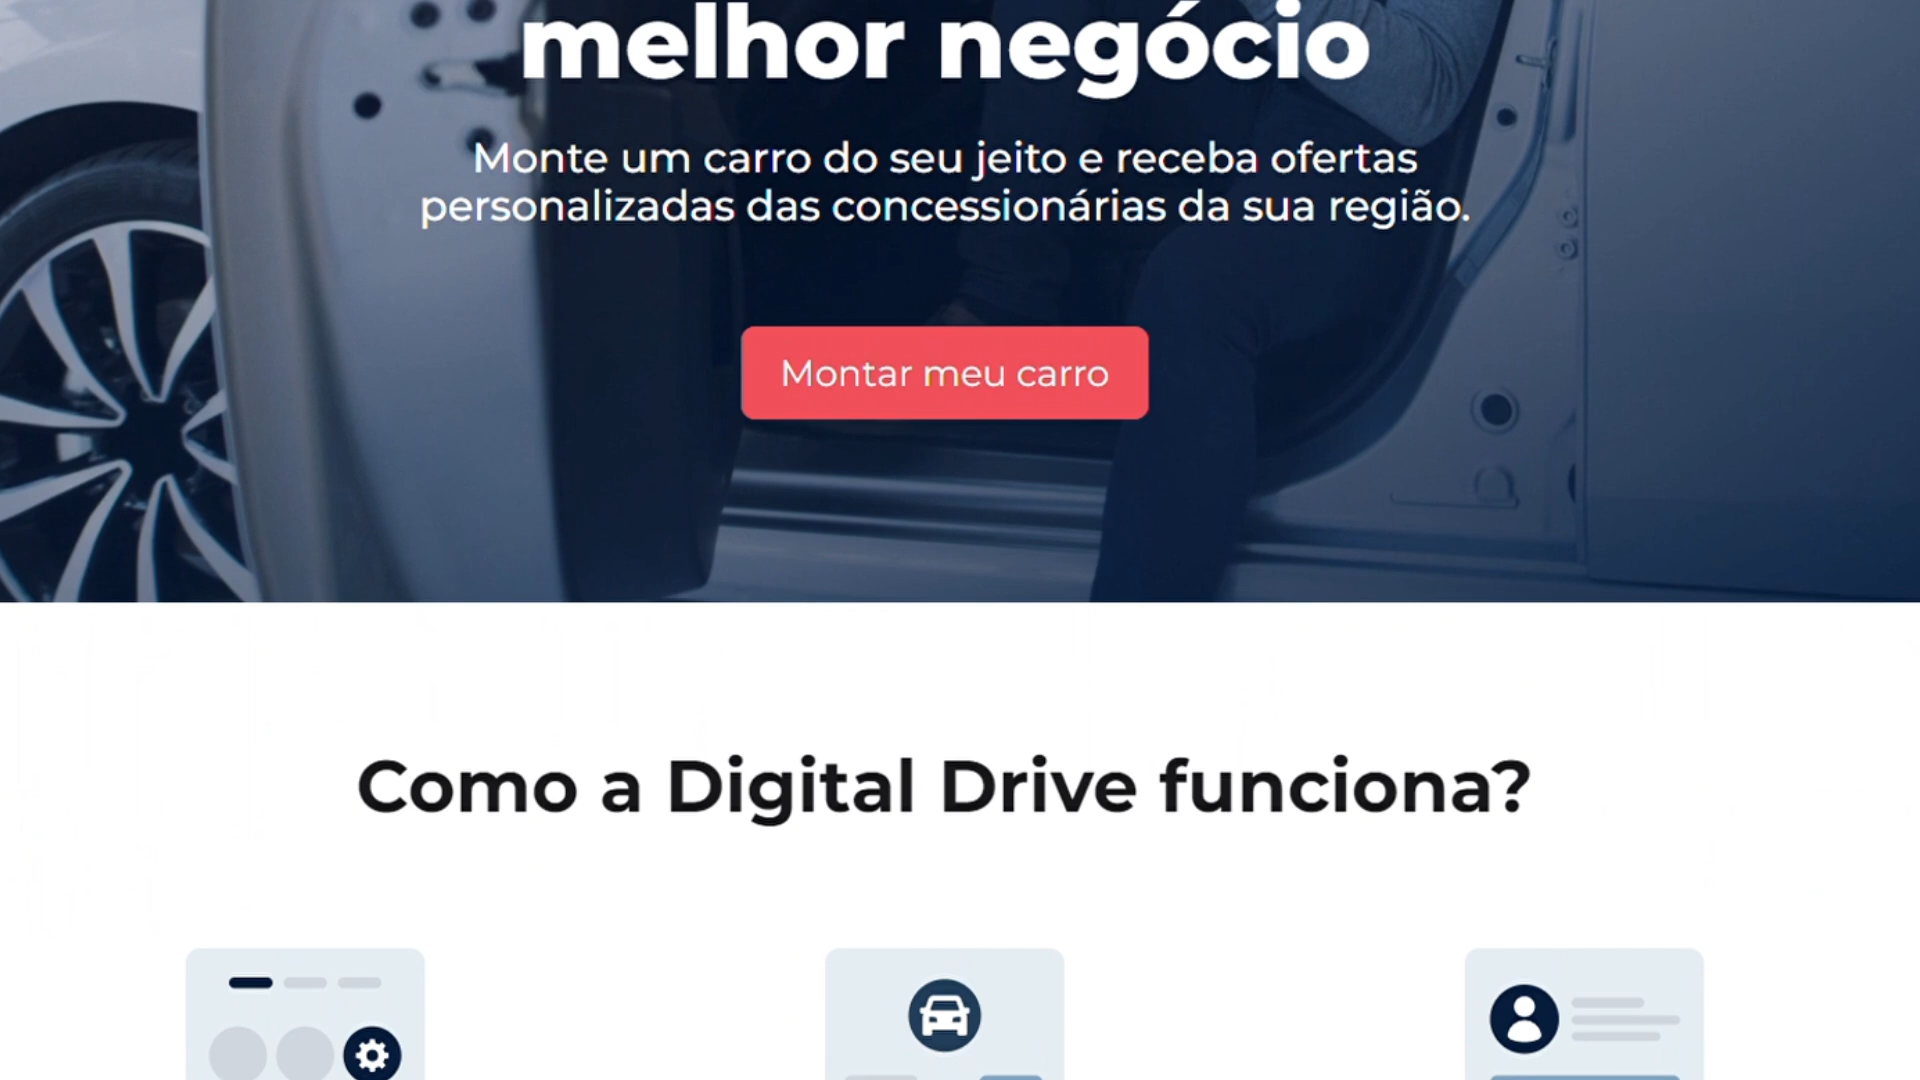 melhor negócio
Monte um carro do seu jeito e receba ofertas
personalizadas das concessionárias da sua região.
Montar meu carro
Como a Digital Drive funciona?